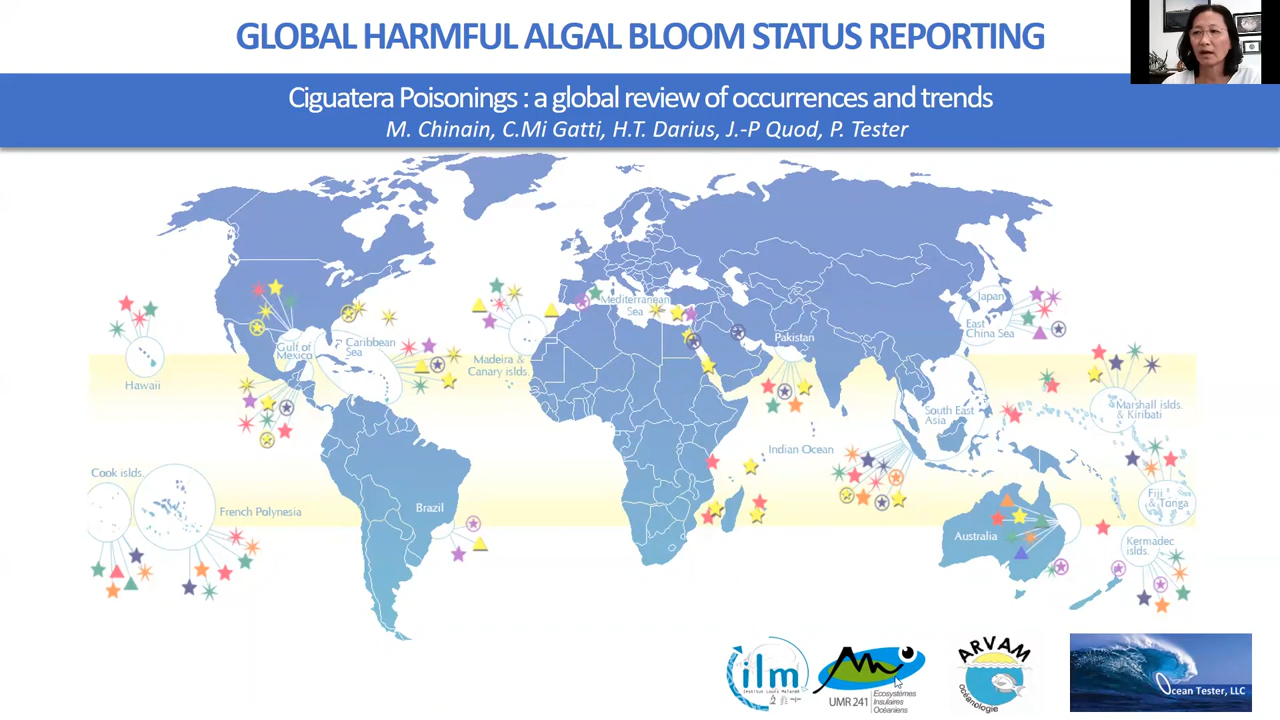 GLOBAL HARMFUL ALGAL BLOOM STATUS REPORTING
Ciguatera Poisonings : a global review of occurrences and trends
M. Chinain, C.Mi Gatti, H.T. Darius, J.-P Quod, P. Tester
Hawaii
Gulf of
Mexico
Caribbean
Sea
Madeira &
Canary islds.
Mediterranean
Sea
Pakistan
Japan
East
China Sea
South East
Asia
Marshall islds.
& Kiribati
Indian Ocean
Cook islds.
French Polynesia
Brazil
Fiji
& Tonga
Australia
Kermadec
islds.
ilm
Institut Louis Malardé
UMR 241
Ecosystèmes
Insulaires
Océaniens
ARVAM
océanologie
Ocean Tester, LLC